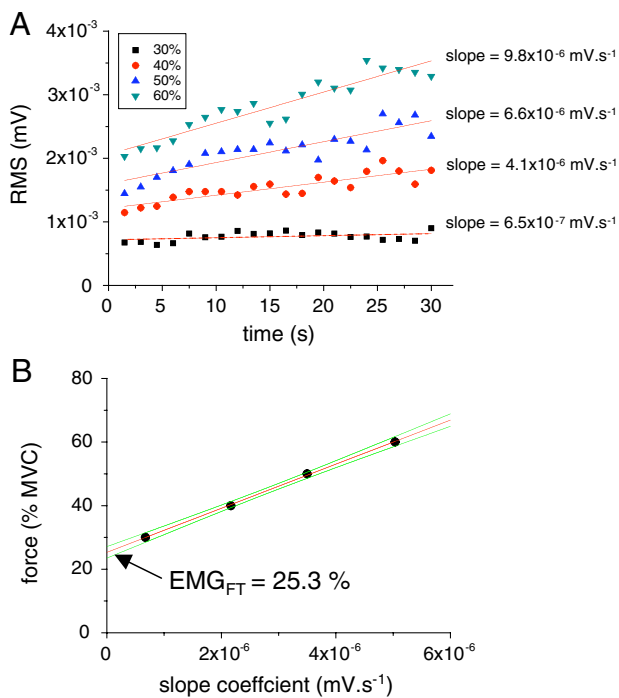 A
4x10⁻³
3x10⁻³
2x10⁻³
1x10⁻³
0
RMS (mV)
30%
40%
50%
60%
slope = 9.8x10⁻⁶ mV.s⁻¹
slope = 6.6x10⁻⁶ mV.s⁻¹
slope = 4.1x10⁻⁶ mV.s⁻¹
slope = 6.5x10⁻⁷ mV.s⁻¹
0 5 10 15 20 25 30
time (s)
B
80
60
40
20
0
force (% MVC)
EMG_FT = 25.3 %
0 2x10⁻⁶ 4x10⁻⁶ 6x10⁻⁶
slope coeffcient (mV.s⁻¹)